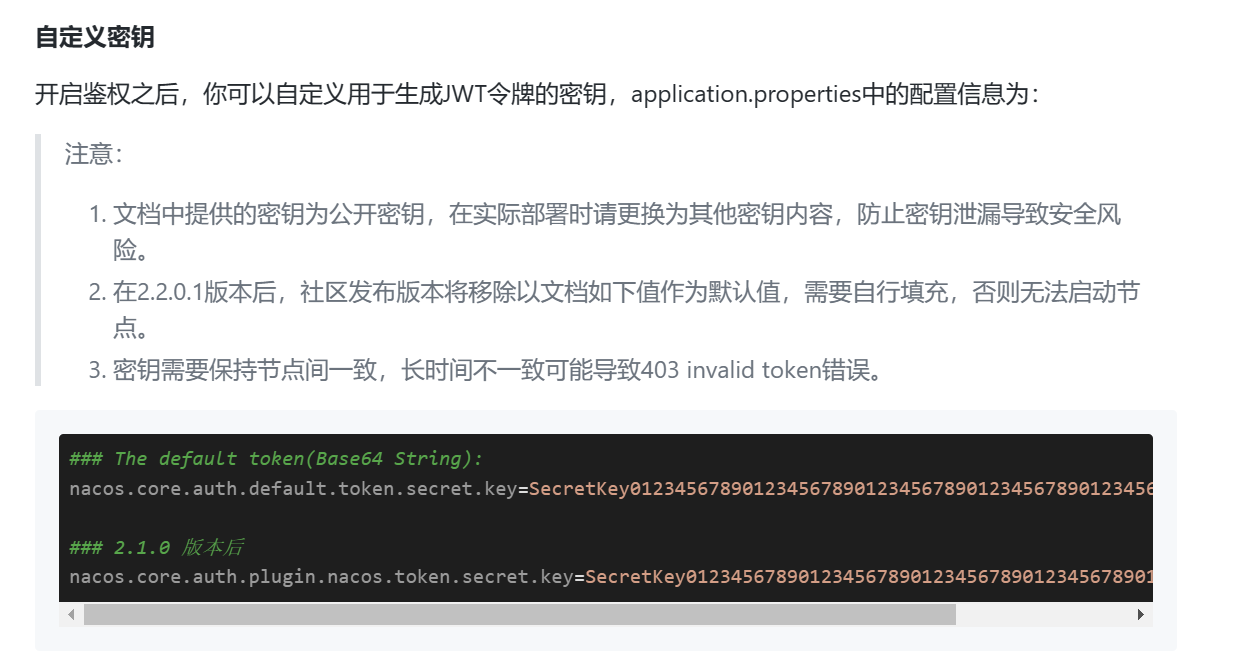 自定义密钥
开启鉴权之后，你可以自定义用于生成JWT令牌的密钥，application.properties中的配置信息为：
注意：
1. 文档中提供的密钥为公开密钥，在实际部署时请更换为其他密钥内容，防止密钥泄漏导致安全风
险。
2. 在2.2.0.1版本后，社区发布版本将移除以文档如下值作为默认值，需要自行填充，否则无法启动节
点。
3. 密钥需要保持节点间一致，长时间不一致可能导致403 invalid token错误。
### The default token(Base64 String):
nacos.core.auth.default.token.secret.key=SecretKey01234567890123456789012345678901234567890123456
### 2.1.0 版本后
nacos.core.auth.plugin.nacos.token.secret.key=SecretKey012345678901234567890123456789012345678901